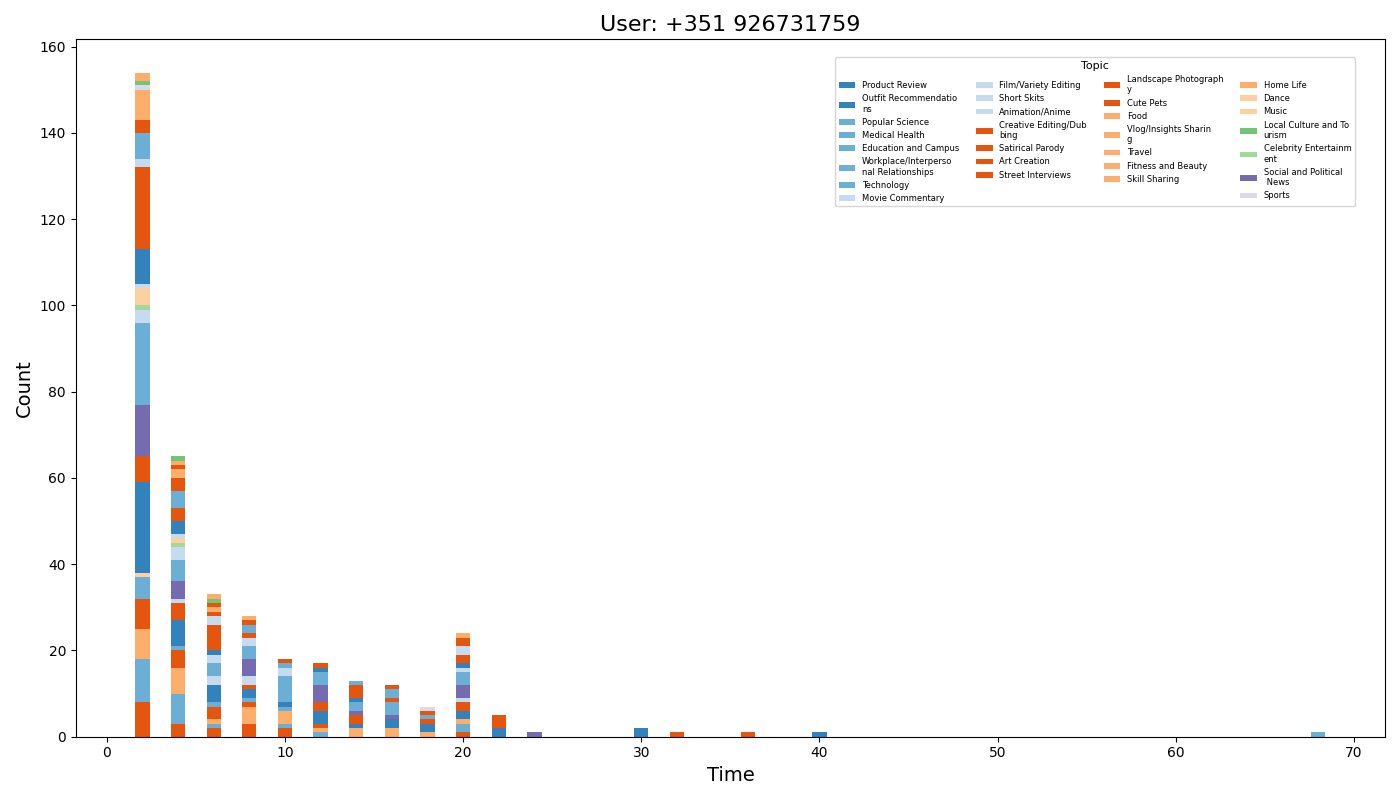 User: +351 926731759
160
140
120
100
80
60
40
20
0
Count
0 10 20 30 40 50 60 70
Time
Topic
Product Review
Outfit Recommendatio
ns
Popular Science
Medical Health
Education and Campus
Workplace/Interperso
nal Relationships
Technology
Movie Commentary
Film/Variety Editing
Short Skits
Animation/Anime
Creative Editing/Dub
bing
Satirical Parody
Art Creation
Street Interviews
Landscape Photograph
y
Cute Pets
Food
Vlog/Insights Sharin
g
Travel
Fitness and Beauty
Skill Sharing
Home Life
Dance
Music
Local Culture and To
urism
Celebrity Entertainm
ent
Social and Political
News
Sports